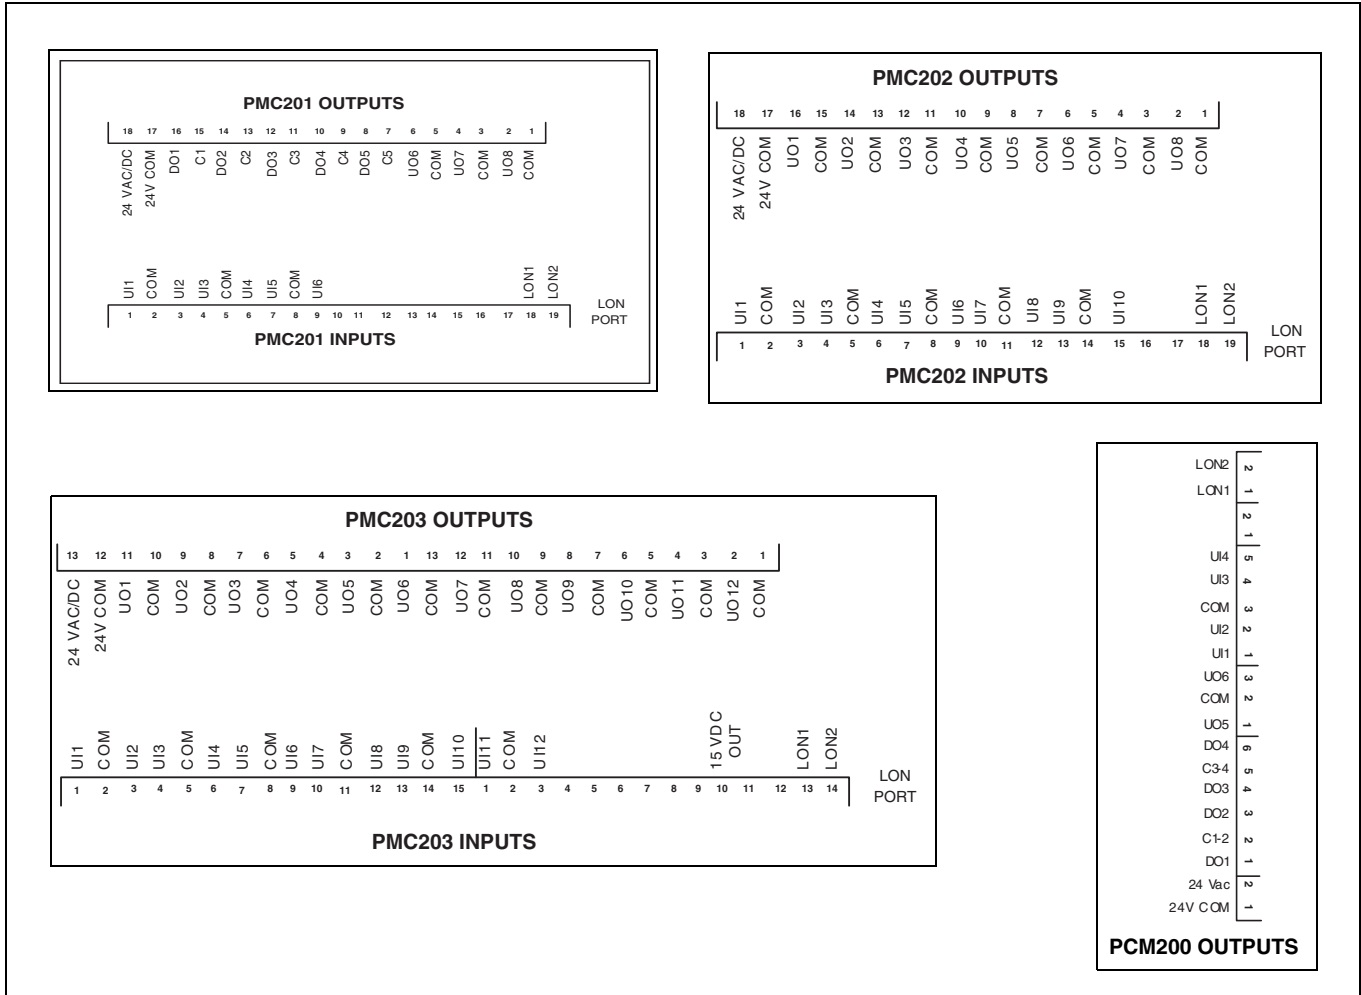 PMC201 OUTPUTS
18 17 16 15 14 13 12 11 10 9 8 7 6 5 4 3 2 1
24 VAC/DC 24V COM DO1 C1 DO2 C2 DO3 C3 DO4 C4 DO5 C5 UO6 COM UO7 COM UO8 COM
UI1 COM UI2 UI3 COM UI4 UI5 COM UI6 LON1 LON2
1 2 3 4 5 6 7 8 9 10 11 12 13 14 15 16 17 18 19
LON
PORT
PMC201 INPUTS
PMC202 OUTPUTS
18 17 16 15 14 13 12 11 10 9 8 7 6 5 4 3 2 1
24 VAC/DC 24V COM UO1 COM UO2 COM UO3 COM UO4 COM UO5 COM UO6 COM UO7 COM UO8 COM
UI1 COM UI2 UI3 COM UI4 UI5 COM UI6 UI7 COM UI8 UI9 COM UI10 LON1 LON2
1 2 3 4 5 6 7 8 9 10 11 12 13 14 15 16 17 18 19
LON
PORT
PMC202 INPUTS
PMC203 OUTPUTS
13 12 11 10 9 8 7 6 5 4 3 2 1 13 12 11 10 9 8 7 6 5 4 3 2 1
24 VAC/DC 24V COM UO1 COM UO2 COM UO3 COM UO4 COM UO5 COM UO6 COM UO7 COM UO8 COM UO9 COM UO10 COM UO11 COM UO12 COM
UI1 COM UI2 UI3 COM UI4 UI5 COM UI6 UI7 COM UI8 UI9 COM UI10 UI11 COM UI12 15 VDC OUT LON1 LON2
1 2 3 4 5 6 7 8 9 10 11 12 13 14 15 1 2 3 4 5 6 7 8 9 10 11 12 13 14
LON
PORT
PMC203 INPUTS
LON2 2
LON1 1
2
1
UI4 5
UI3 4
COM 3
UI2 2
UI1 1
UO6 3
COM 2
UO5 1
DO4 6
C3-4 5
DO3 4
DO2 3
C1-2 2
DO1 1
24 Vac 2
24V COM 1
PCM200 OUTPUTS